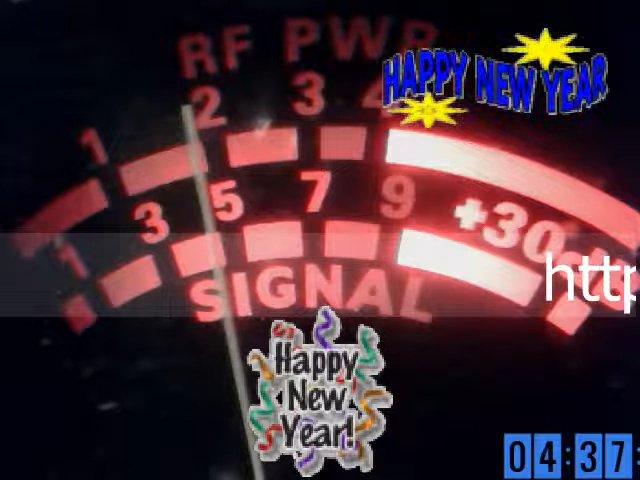 RF PWR
HAPPY NEW YEAR
1 2 3 4
1 3 5 7 9 +30
SIGNAL
http
Happy
New
Year!
04:37: